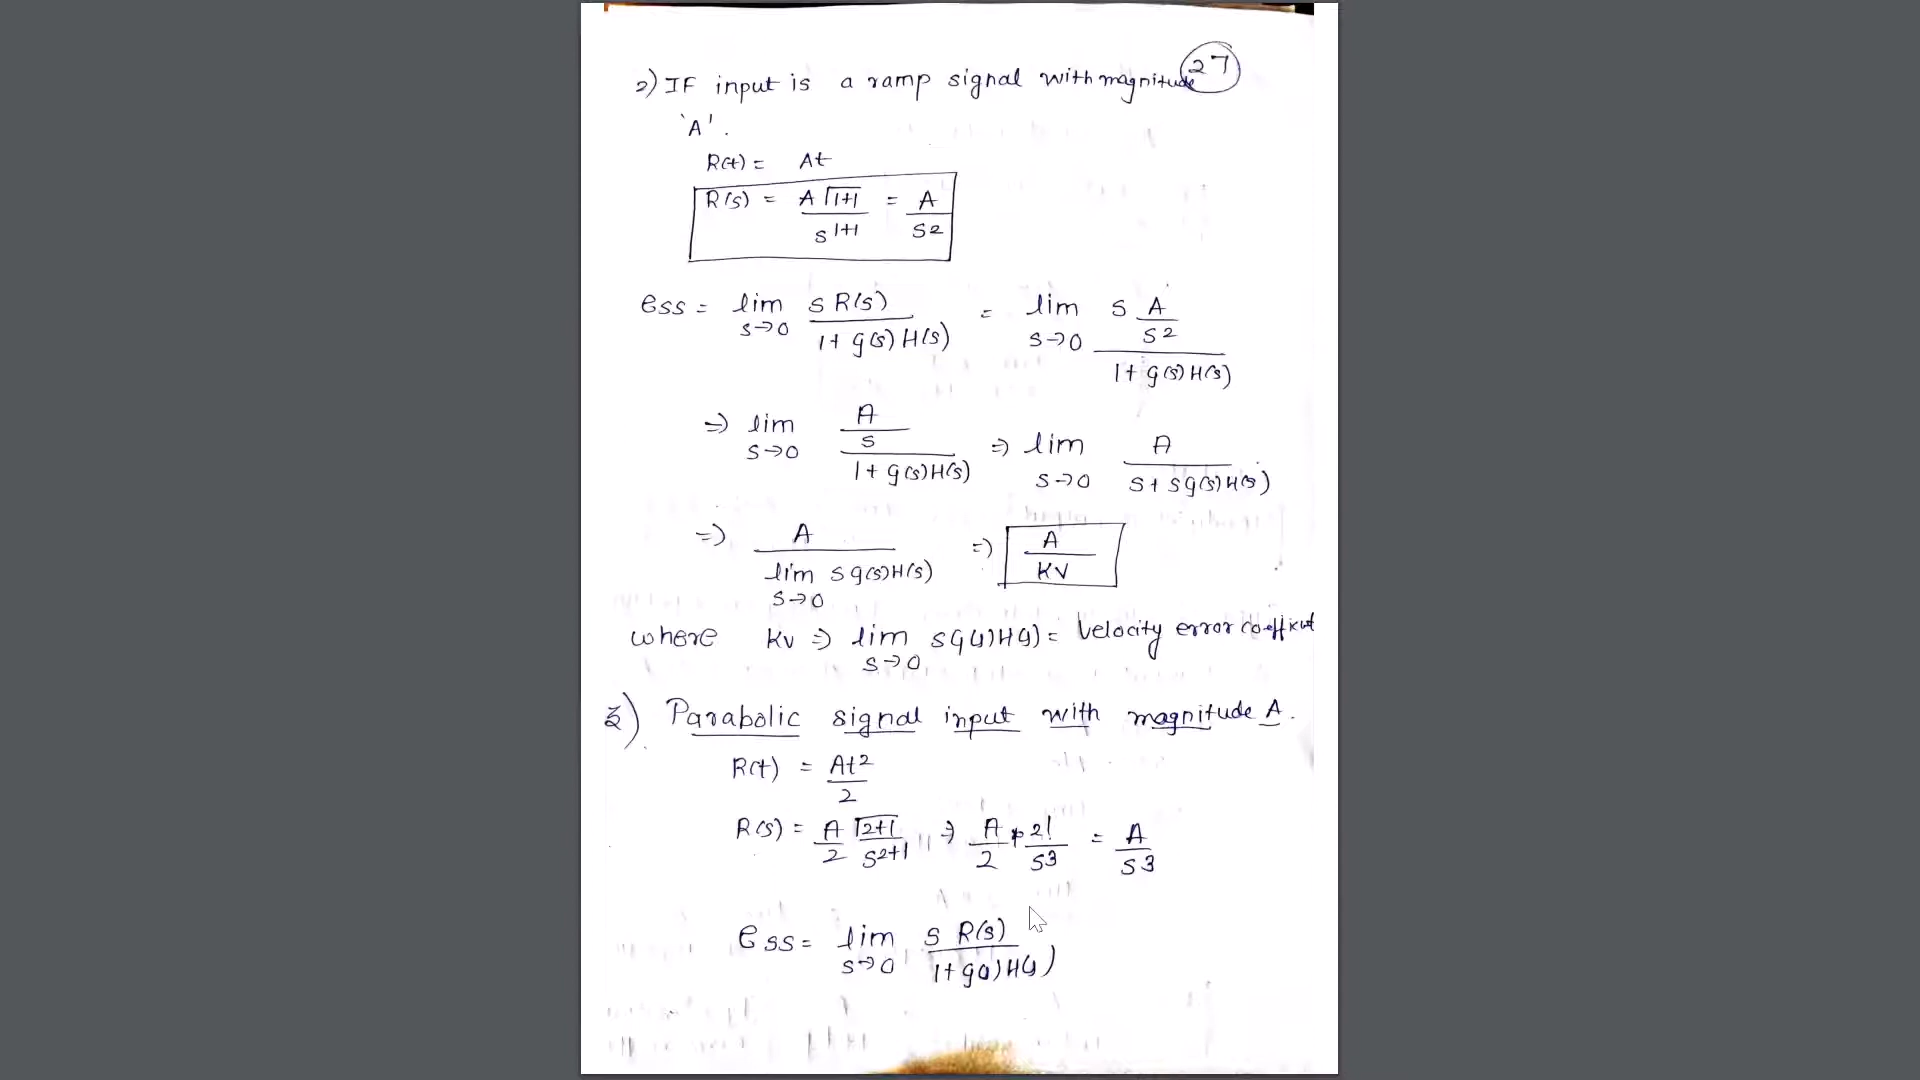 27
2) IF input is a ramp signal with magnitude
'A'.
R(t) = At
R(s) = A Γ1+1 / s^1+1 = A / s2
ess = lim s→0 s R(s) / 1+ g(s) H(s) = lim s→0 s A/s2 / 1+ g(s) H(s)
=> lim s→0 A/s / 1+ g(s)H(s) => lim s→0 A / s+ sg(s)H(s)
=> A / lim s→0 sg(s)H(s) => A / Kv
where Kv => lim s→0 sG(s)H(s) = Velocity error coefficient
3) Parabolic signal input with magnitude A.
R(t) = At2 / 2
R(s) = A/2 Γ2+1 / s2+1 => A/2 * 2! / s3 = A / s3
ess = lim s→0 s R(s) / 1+ g(s) H(s)